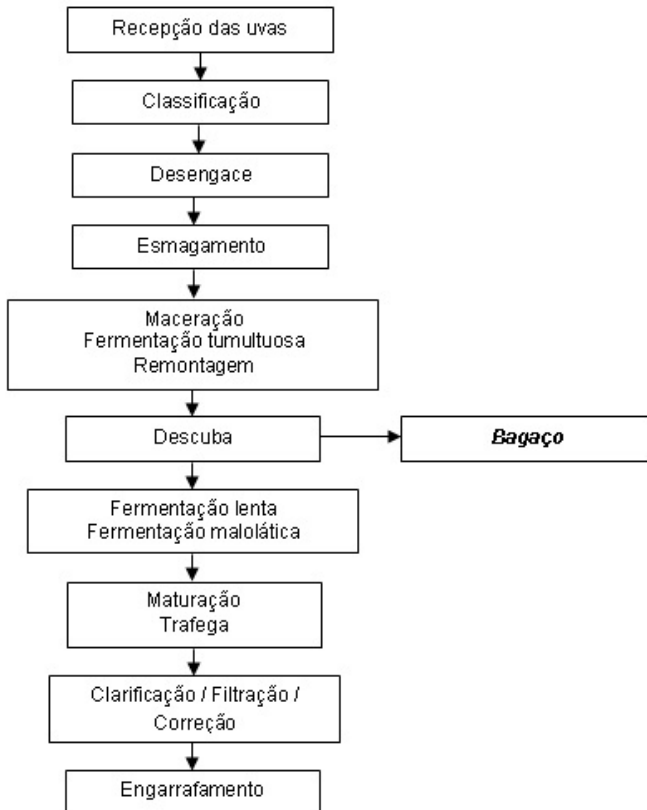 Recepção das uvas
Classificação
Desengace
Esmagamento
Maceração
Fermentação tumultuosa
Remontagem
Descuba
Bagaço
Fermentação lenta
Fermentação malolática
Maturação
Trafega
Clarificação / Filtração /
Correção
Engarrafamento